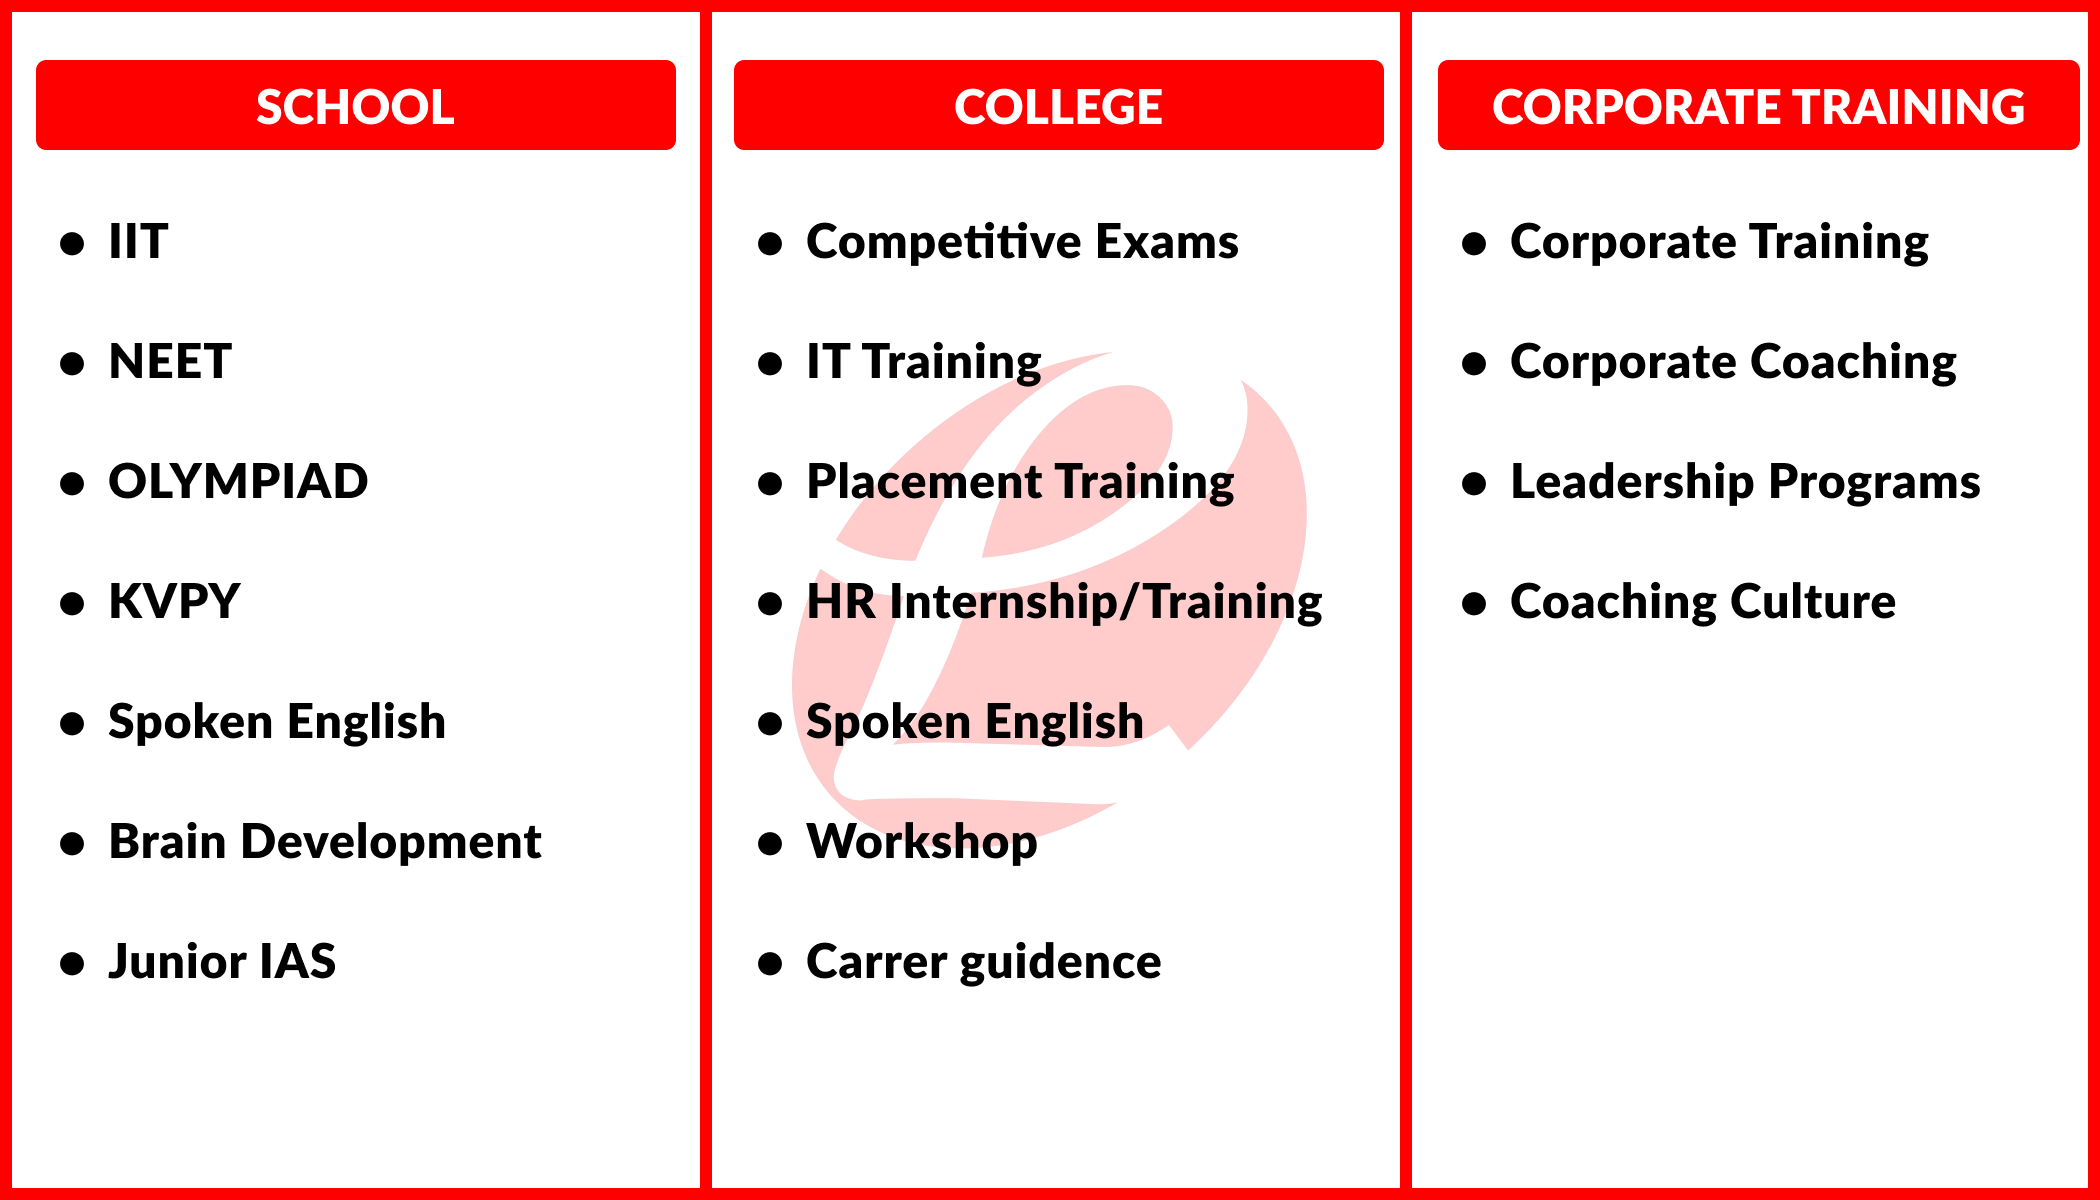 SCHOOL
● IIT
● NEET
● OLYMPIAD
● KVPY
● Spoken English
● Brain Development
● Junior IAS
COLLEGE
● Competitive Exams
● IT Training
● Placement Training
● HR Internship/Training
● Spoken English
● Workshop
● Carrer guidence
CORPORATE TRAINING
● Corporate Training
● Corporate Coaching
● Leadership Programs
● Coaching Culture